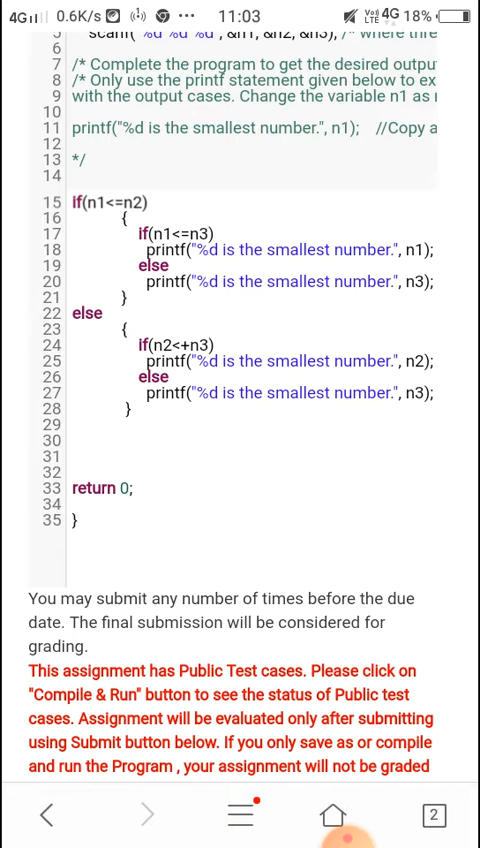 4G 0.6K/s 11:03 VoD LTE 4G 18%
5 scanf("%d %d %d", &n1, &n2, &n3); /* where thre
6
7 /* Complete the program to get the desired outpu
8 /* Only use the printf statement given below to ex
9 with the output cases. Change the variable n1 as
10
11 printf("%d is the smallest number.", n1); //Copy a
12
13 */
14
15 if(n1<=n2)
16 {
17 if(n1<=n3)
18 printf("%d is the smallest number.", n1);
19 else
20 printf("%d is the smallest number.", n3);
21 }
22 else
23 {
24 if(n2<+n3)
25 printf("%d is the smallest number.", n2);
26 else
27 printf("%d is the smallest number.", n3);
28 }
29
30
31
32
33 return 0;
34
35 }
You may submit any number of times before the due
date. The final submission will be considered for
grading.
This assignment has Public Test cases. Please click on
"Compile & Run" button to see the status of Public test
cases. Assignment will be evaluated only after submitting
using Submit button below. If you only save as or compile
and run the Program , your assignment will not be graded
2